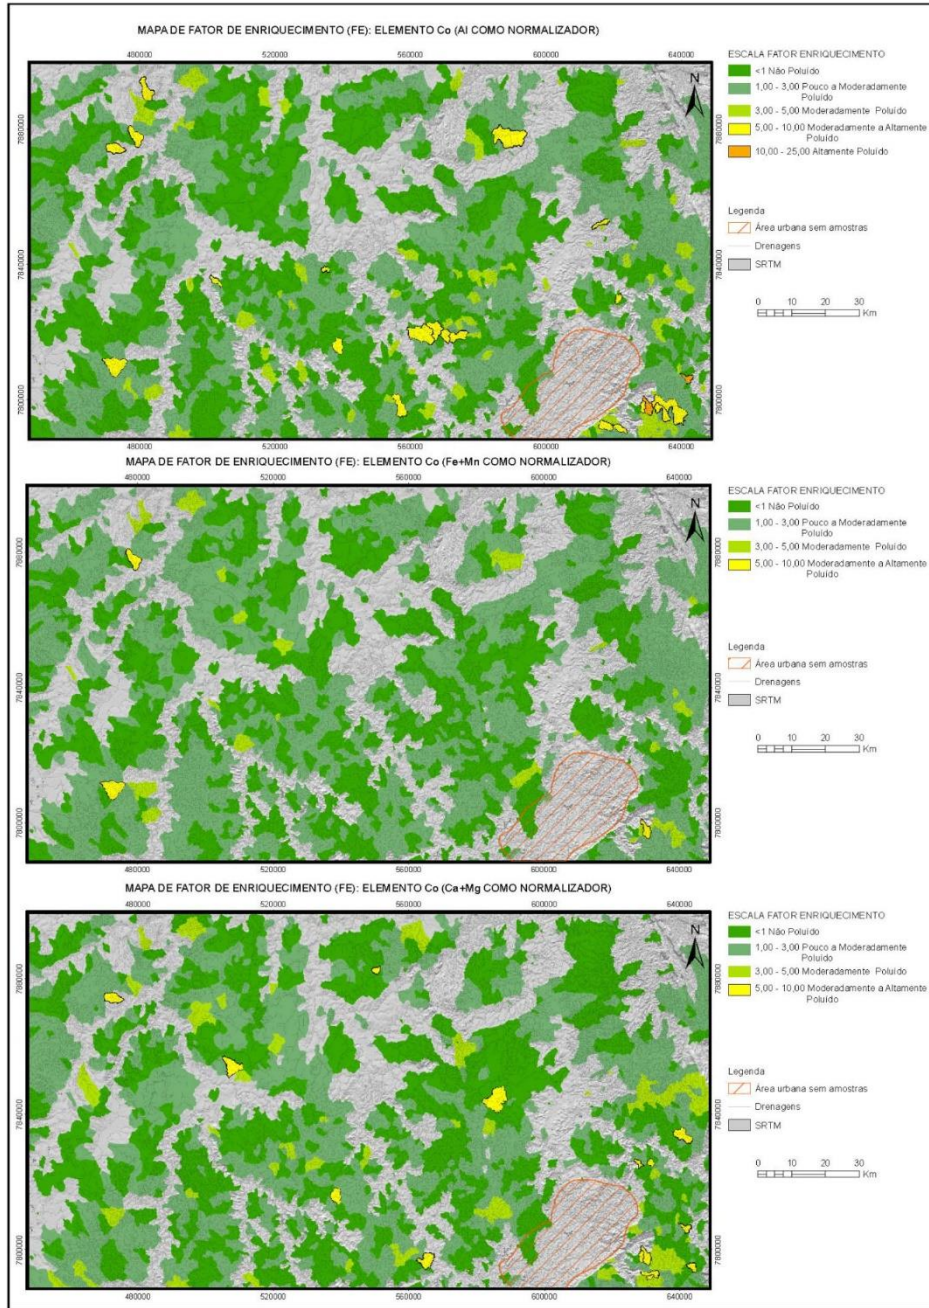 MAPA DE FATOR DE ENRIQUECIMENTO (FE): ELEMENTO Co (Al COMO NORMALIZADOR)
480000 520000 560000 600000 640000
7880000 7880000
7840000 7840000
7800000 7800000
480000 520000 560000 600000 640000
N
ESCALA FATOR ENRIQUECIMENTO
<1 Não Poluído
1,00 - 3,00 Pouco a Moderadamente
Poluído
3,00 - 5,00 Moderadamente Poluído
5,00 - 10,00 Moderadamente a Altamente
Poluído
10,00 - 25,00 Altamente Poluído
Legenda
Área urbana sem amostras
Drenagens
SRTM
0 10 20 30
Km
MAPA DE FATOR DE ENRIQUECIMENTO (FE): ELEMENTO Co (Fe+Mn COMO NORMALIZADOR)
480000 520000 560000 600000 640000
7880000 7880000
7840000 7840000
7800000 7800000
480000 520000 560000 600000 640000
N
ESCALA FATOR ENRIQUECIMENTO
<1 Não Poluído
1,00 - 3,00 Pouco a Moderadamente
Poluído
3,00 - 5,00 Moderadamente Poluído
5,00 - 10,00 Moderadamente a Altamente
Poluído
Legenda
Área urbana sem amostras
Drenagens
SRTM
0 10 20 30
Km
MAPA DE FATOR DE ENRIQUECIMENTO (FE): ELEMENTO Co (Ca+Mg COMO NORMALIZADOR)
480000 520000 560000 600000 640000
7880000 7880000
7840000 7840000
7800000 7800000
480000 520000 560000 600000 640000
N
ESCALA FATOR ENRIQUECIMENTO
<1 Não Poluído
1,00 - 3,00 Pouco a Moderadamente
Poluído
3,00 - 5,00 Moderadamente Poluído
5,00 - 10,00 Moderadamente a Altamente
Poluído
Legenda
Área urbana sem amostras
Drenagens
SRTM
0 10 20 30
Km